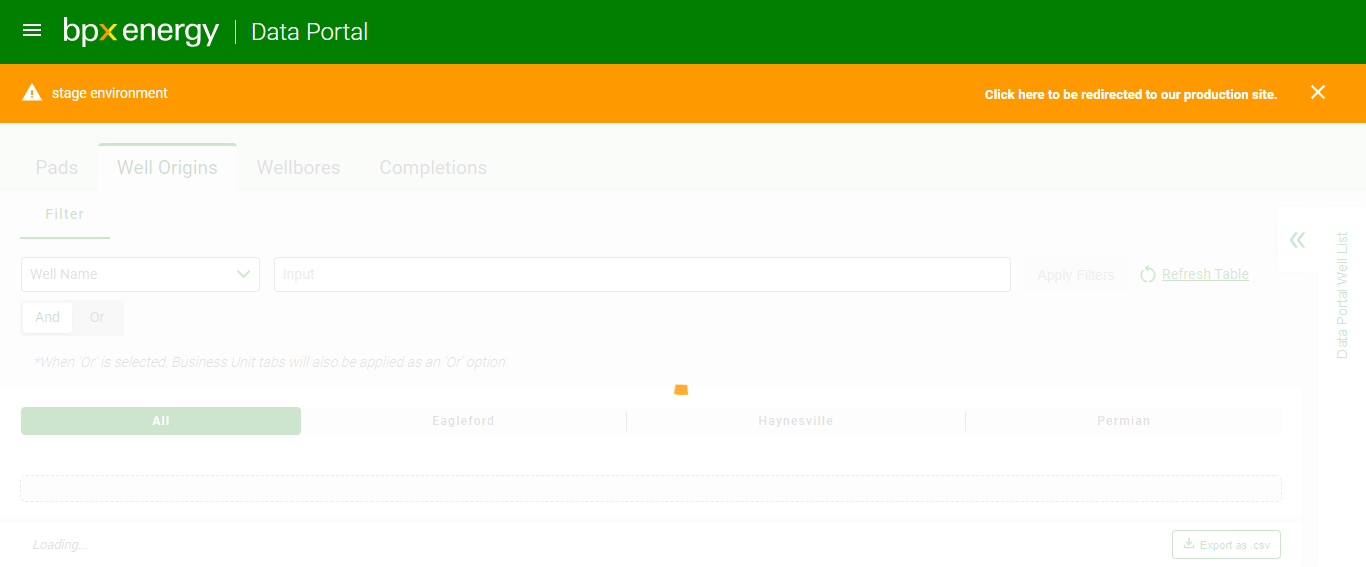 bpx energy Data Portal
stage environment Click here to be redirected to our production site.
Pads Well Origins Wellbores Completions
Filter
Well Name Input Apply Filters Refresh Table
And Or
*When 'Or' is selected, Business Unit tabs will also be applied as an 'Or' option
Data Portal Well List
All Eagleford Haynesville Permian
Loading... Export as .csv